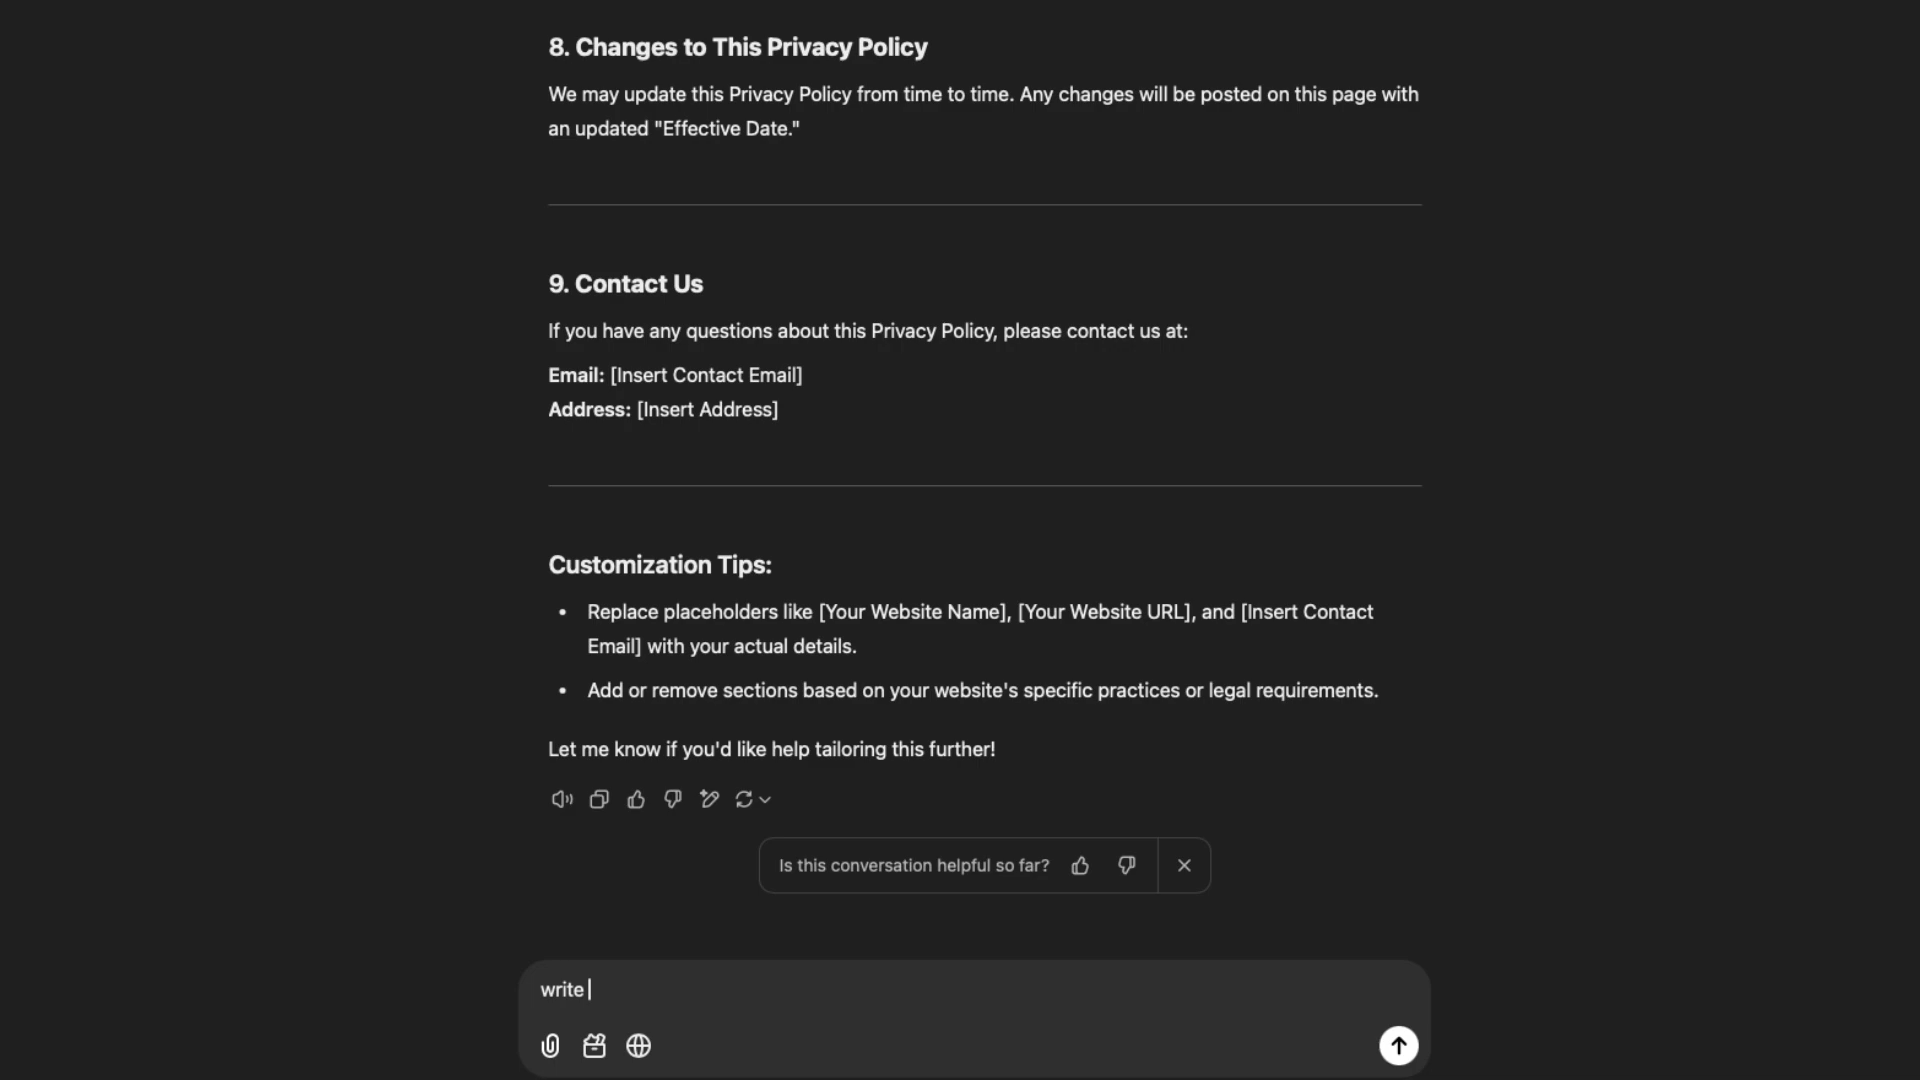 8. Changes to This Privacy Policy
We may update this Privacy Policy from time to time. Any changes will be posted on this page with
an updated "Effective Date."
9. Contact Us
If you have any questions about this Privacy Policy, please contact us at:
Email: [Insert Contact Email]
Address: [Insert Address]
Customization Tips:
• Replace placeholders like [Your Website Name], [Your Website URL], and [Insert Contact
Email] with your actual details.
• Add or remove sections based on your website's specific practices or legal requirements.
Let me know if you'd like help tailoring this further!
Is this conversation helpful so far?
write